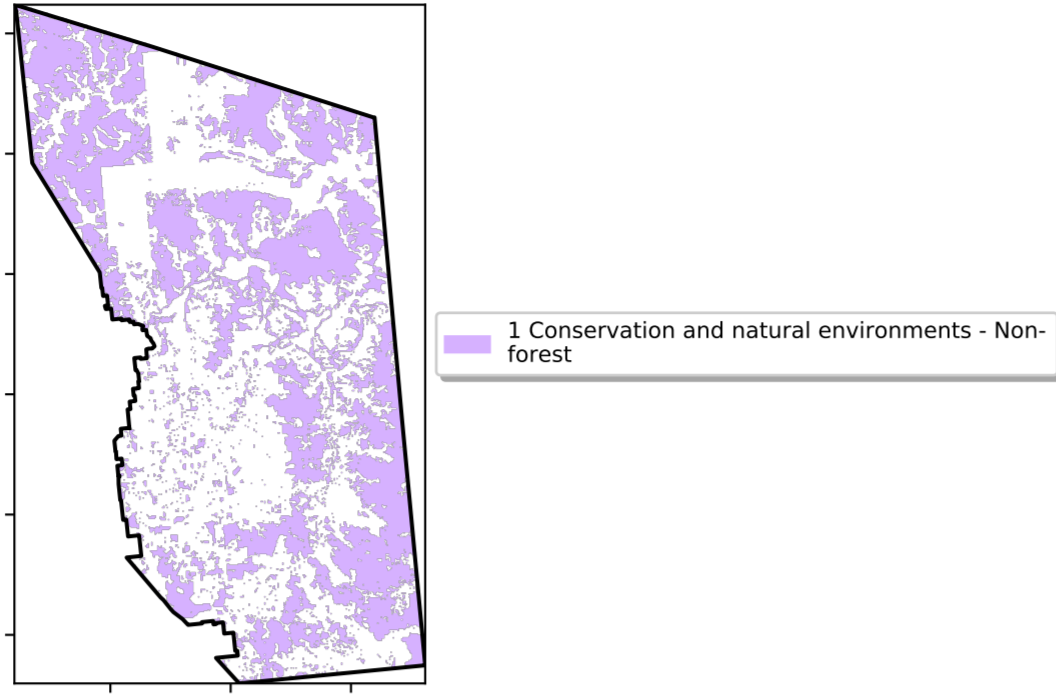 1 Conservation and natural environments - Non-
forest